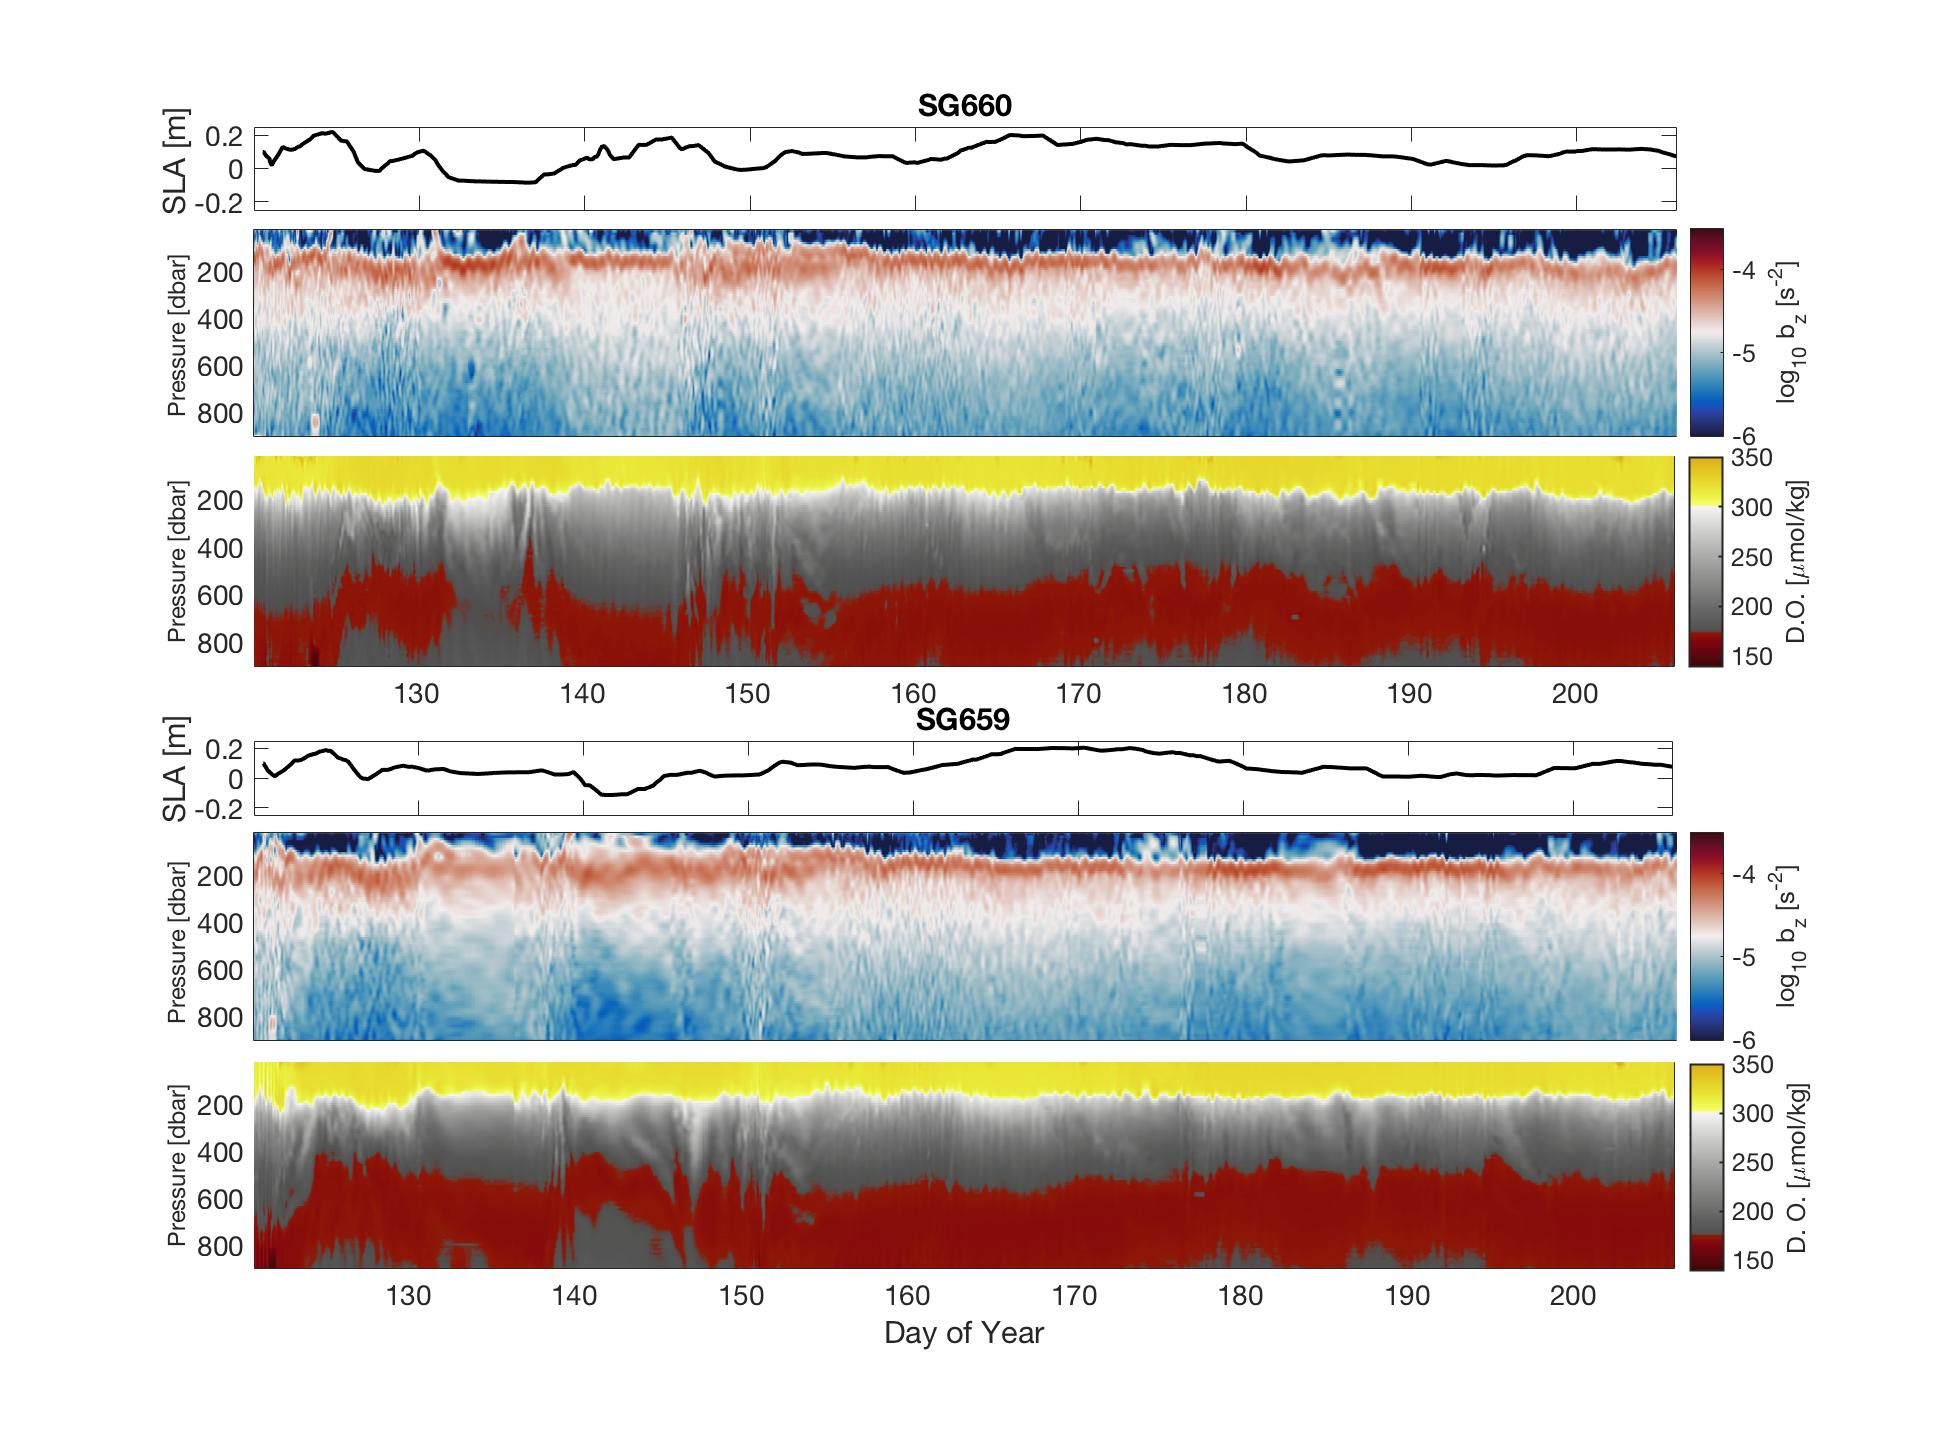 SG660
SLA [m]
0.2
0
-0.2
Pressure [dbar]
200
400
600
800
-4
-5
-6
log10 bz [s-2]
Pressure [dbar]
200
400
600
800
350
300
250
200
150
D.O. [μmol/kg]
130 140 150 160 170 180 190 200
SG659
SLA [m]
0.2
0
-0.2
Pressure [dbar]
200
400
600
800
-4
-5
-6
log10 bz [s-2]
Pressure [dbar]
200
400
600
800
350
300
250
200
150
D. O. [μmol/kg]
130 140 150 160 170 180 190 200
Day of Year